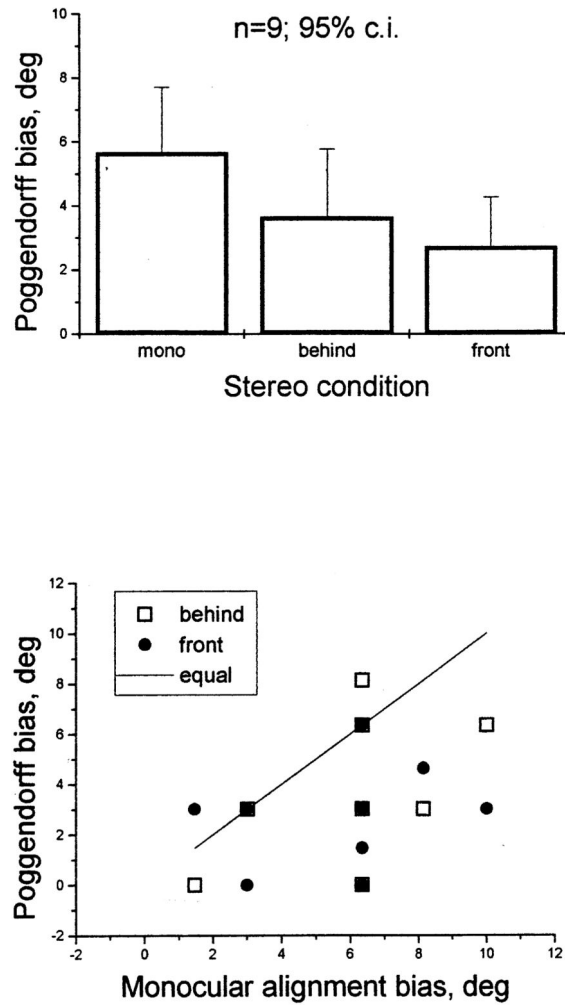 n=9; 95% c.i.
Poggendorff bias, deg
10
8
6
4
2
0
mono behind front
Stereo condition
behind
front
equal
Poggendorff bias, deg
12
10
8
6
4
2
0
-2
-2 0 2 4 6 8 10 12
Monocular alignment bias, deg